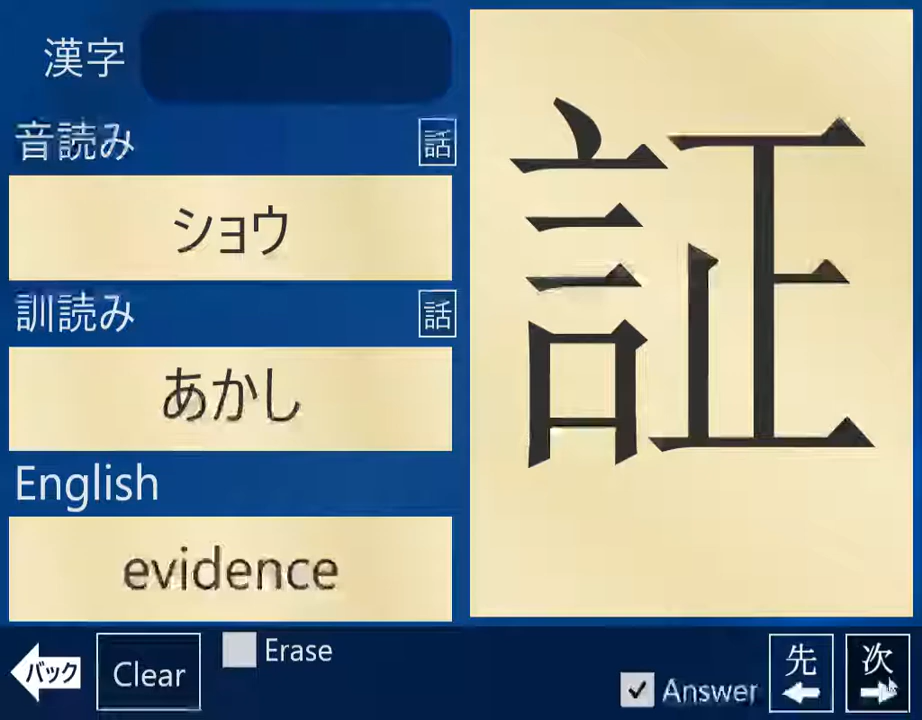 漢字
音読み
話
ショウ
訓読み
話
あかし
English
evidence
証
バック
Clear
Erase
Answer
先
次